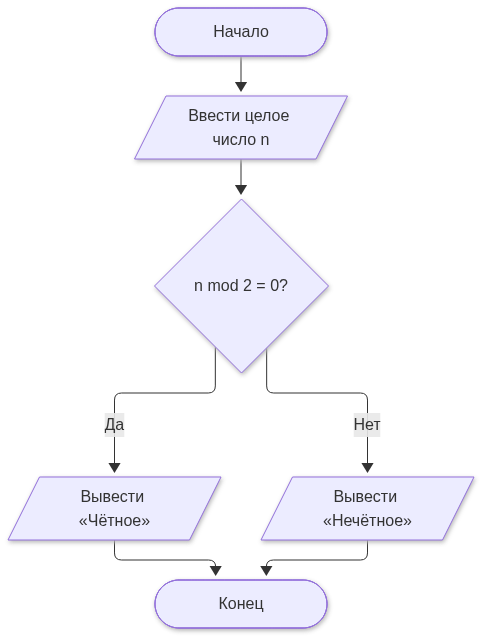 Начало
Ввести целое
число n
n mod 2 = 0?
Да
Нет
Вывести
«Чётное»
Вывести
«Нечётное»
Конец